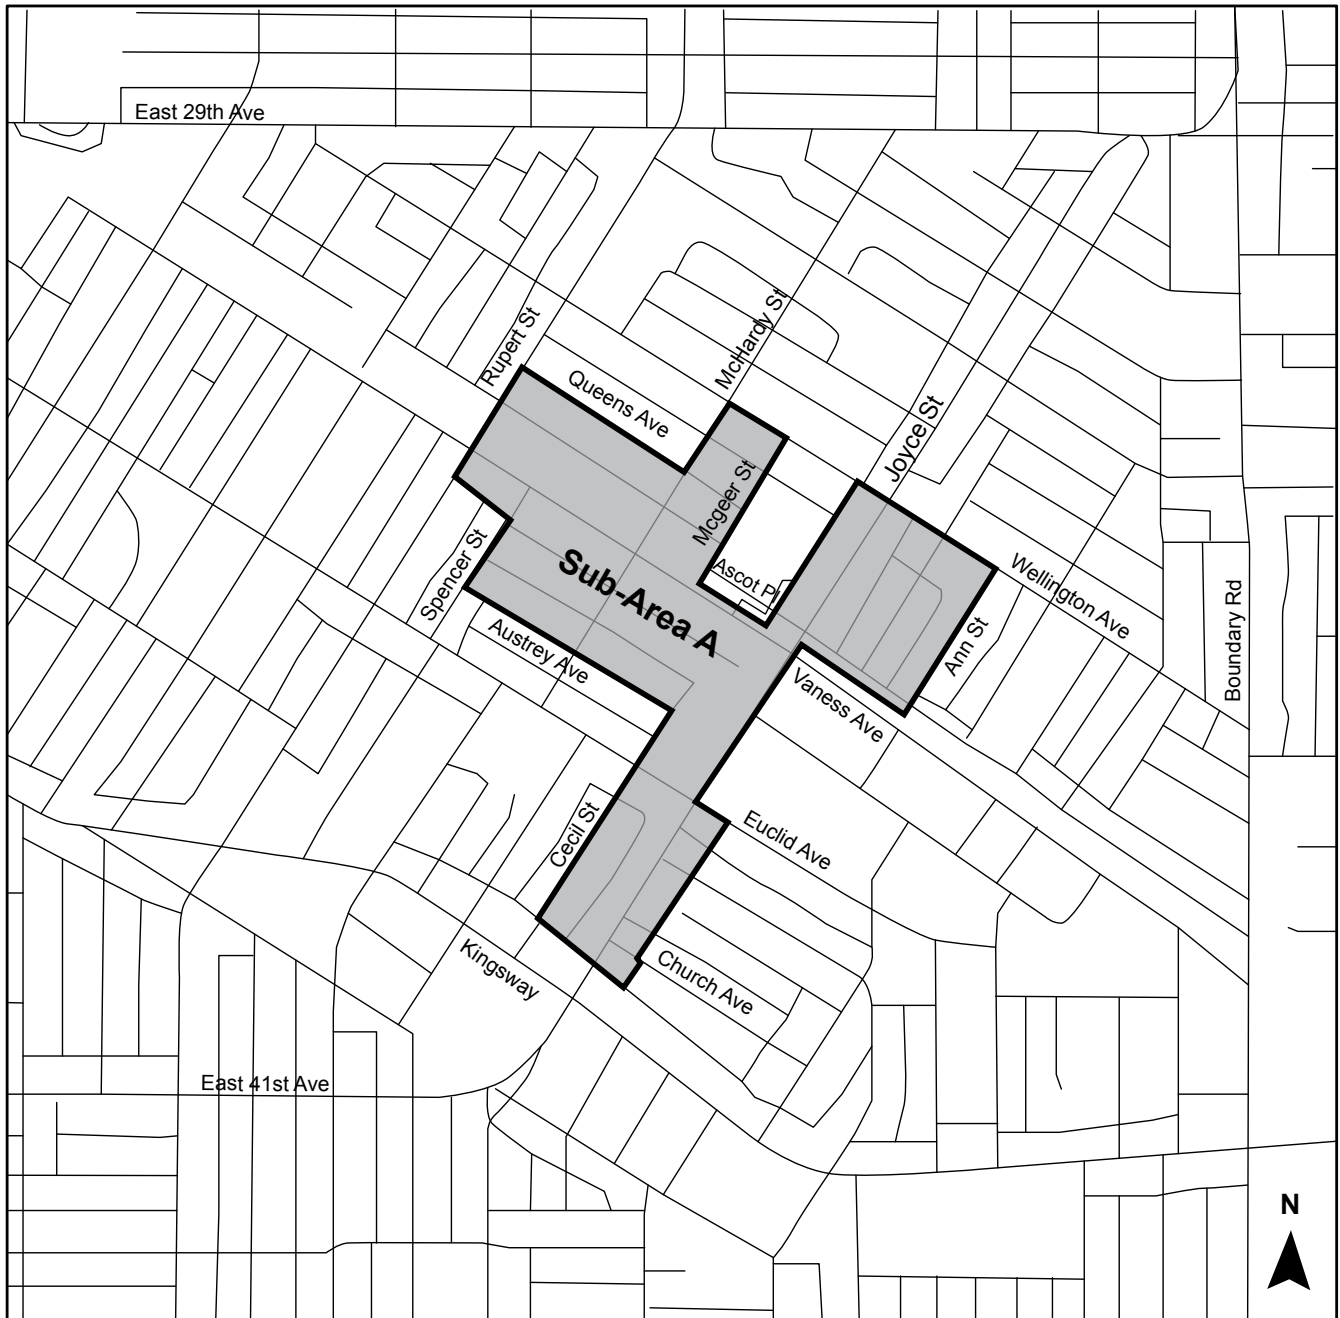 East 29th Ave
McHardy St
Rupert St
Queens Ave
Joyce St
Mcgeer St
Ascot Pl
Spencer St
Sub-Area A
Wellington Ave
Austrey Ave
Ann St
Boundary Rd
Vaness Ave
Cecil St
Euclid Ave
Kingsway
Church Ave
East 41st Ave
N